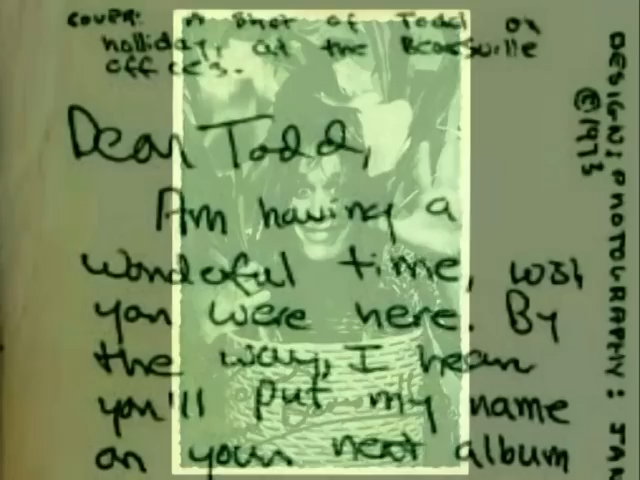 COVER: A Shot of Todd on
holliday, at the Bearsville
offices.
Dear Todd,
Am having a
wonderful time, wish
you were here. By
the way, I hear
you'll put my name
on your next album
DESIGN; PHOTOGRAPHY: JAN
©1973